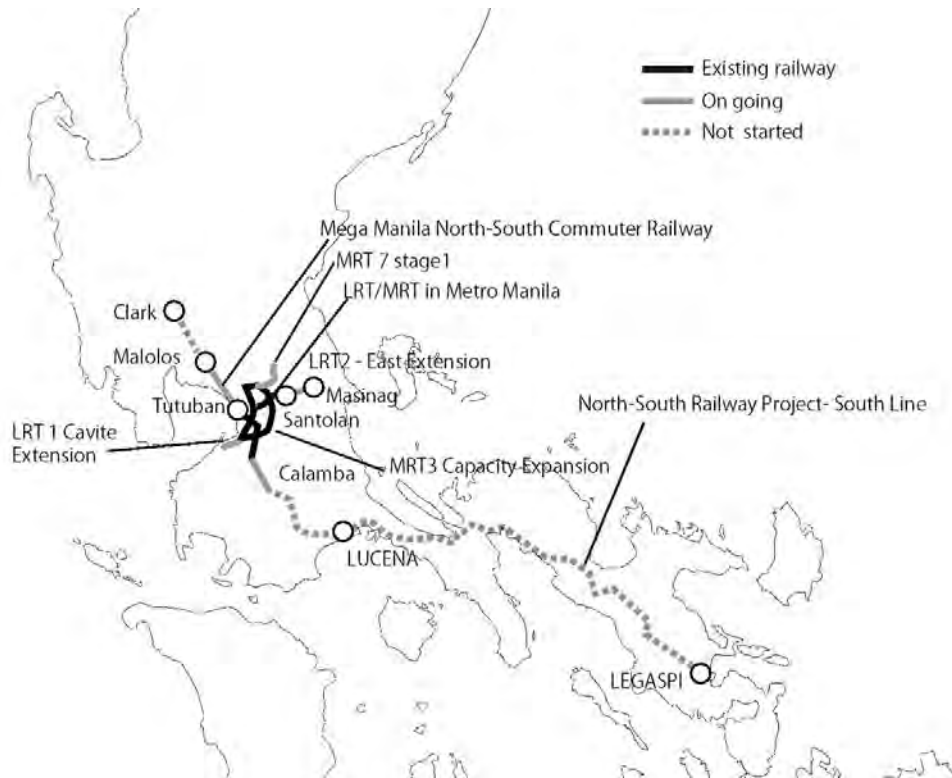 Existing railway
On going
Not started
Mega Manila North-South Commuter Railway
MRT 7 stage1
LRT/MRT in Metro Manila
Clark
Malolos
LRT2 - East Extension
Masinag
Tutuban
Santolan
North-South Railway Project- South Line
LRT 1 Cavite
Extension
MRT3 Capacity Expansion
Calamba
LUCENA
LEGASPI